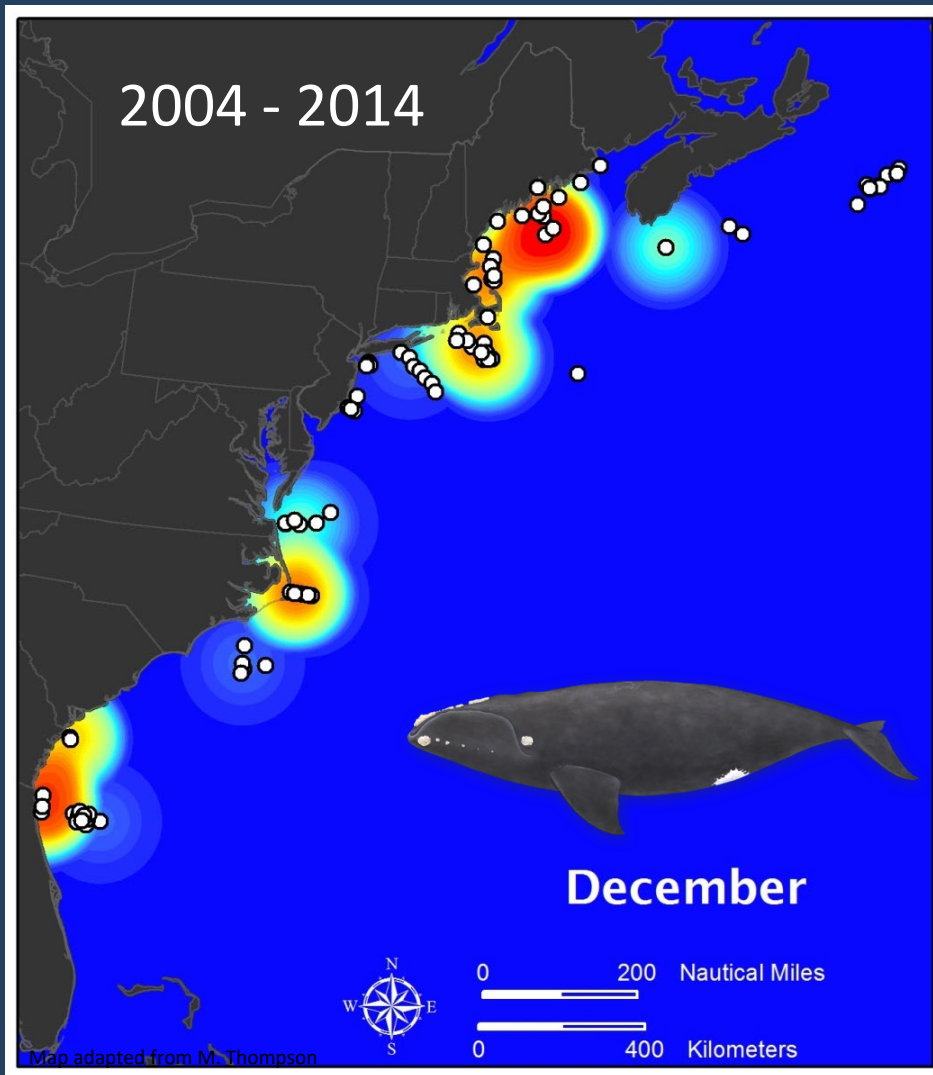 2004 - 2014
December
N
W E
S
0 200 Nautical Miles
0 400 Kilometers
Map adapted from M. Thompson